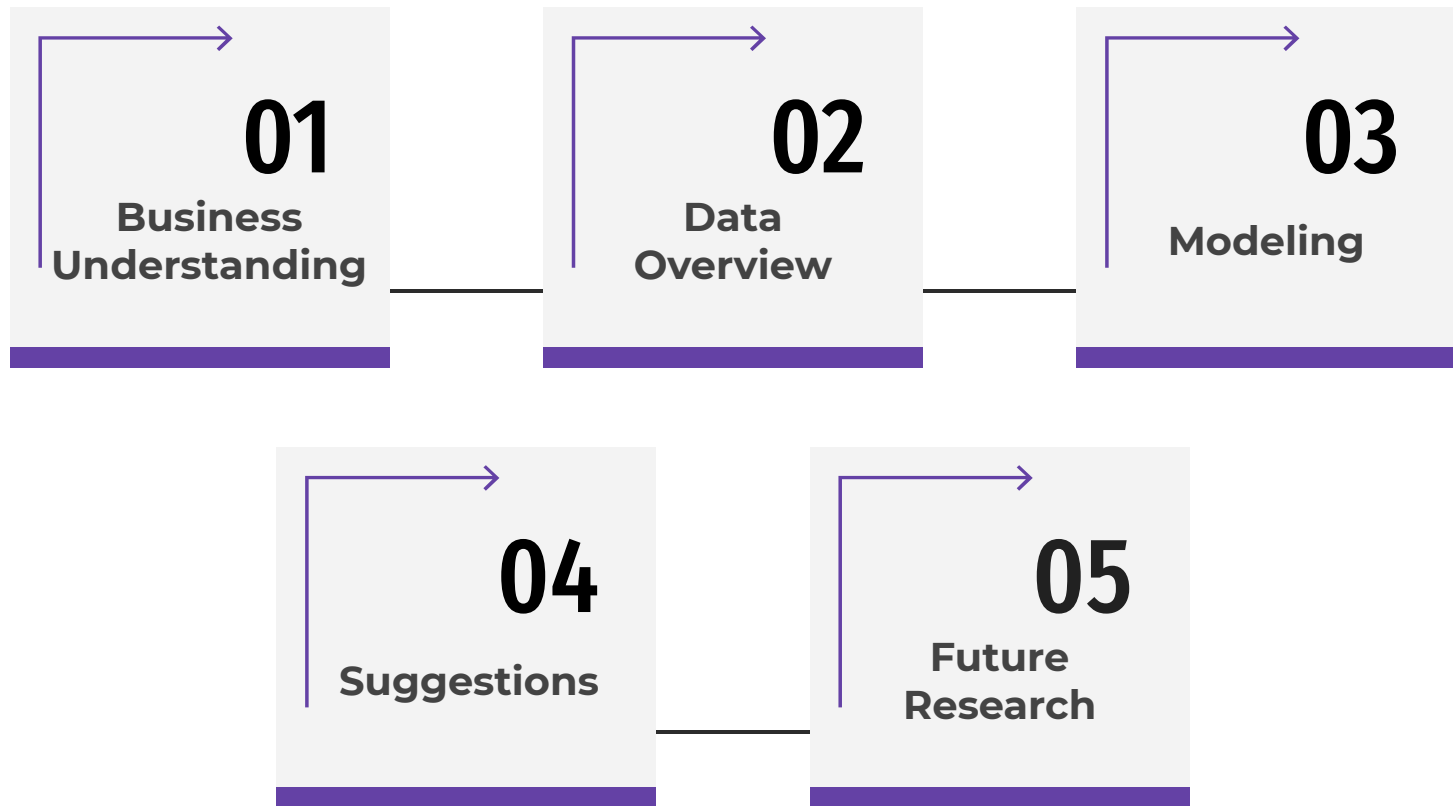 01
Business
Understanding
02
Data
Overview
03
Modeling
04
Suggestions
05
Future
Research